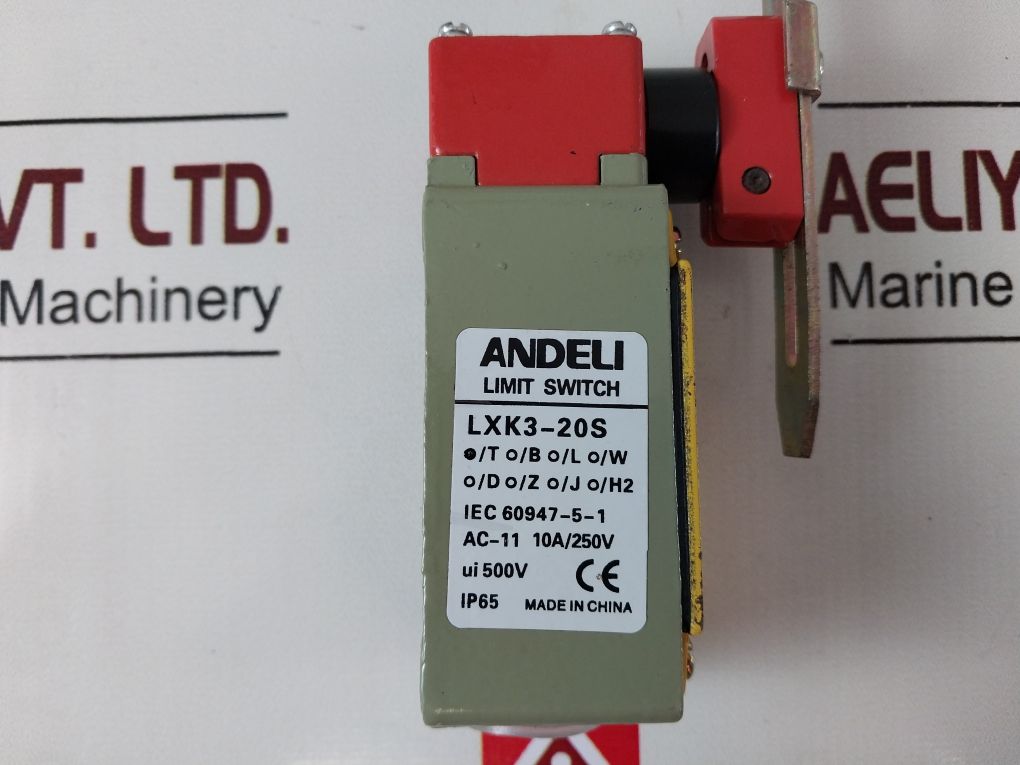 VT. LTD.
Machinery
AELIY
Marine
ANDELI
LIMIT SWITCH
LXK3-20S
●/T ○/B ○/L ○/W
○/D ○/Z ○/J ○/H2
IEC 60947-5-1
AC-11 10A/250V
ui 500V CE
IP65 MADE IN CHINA